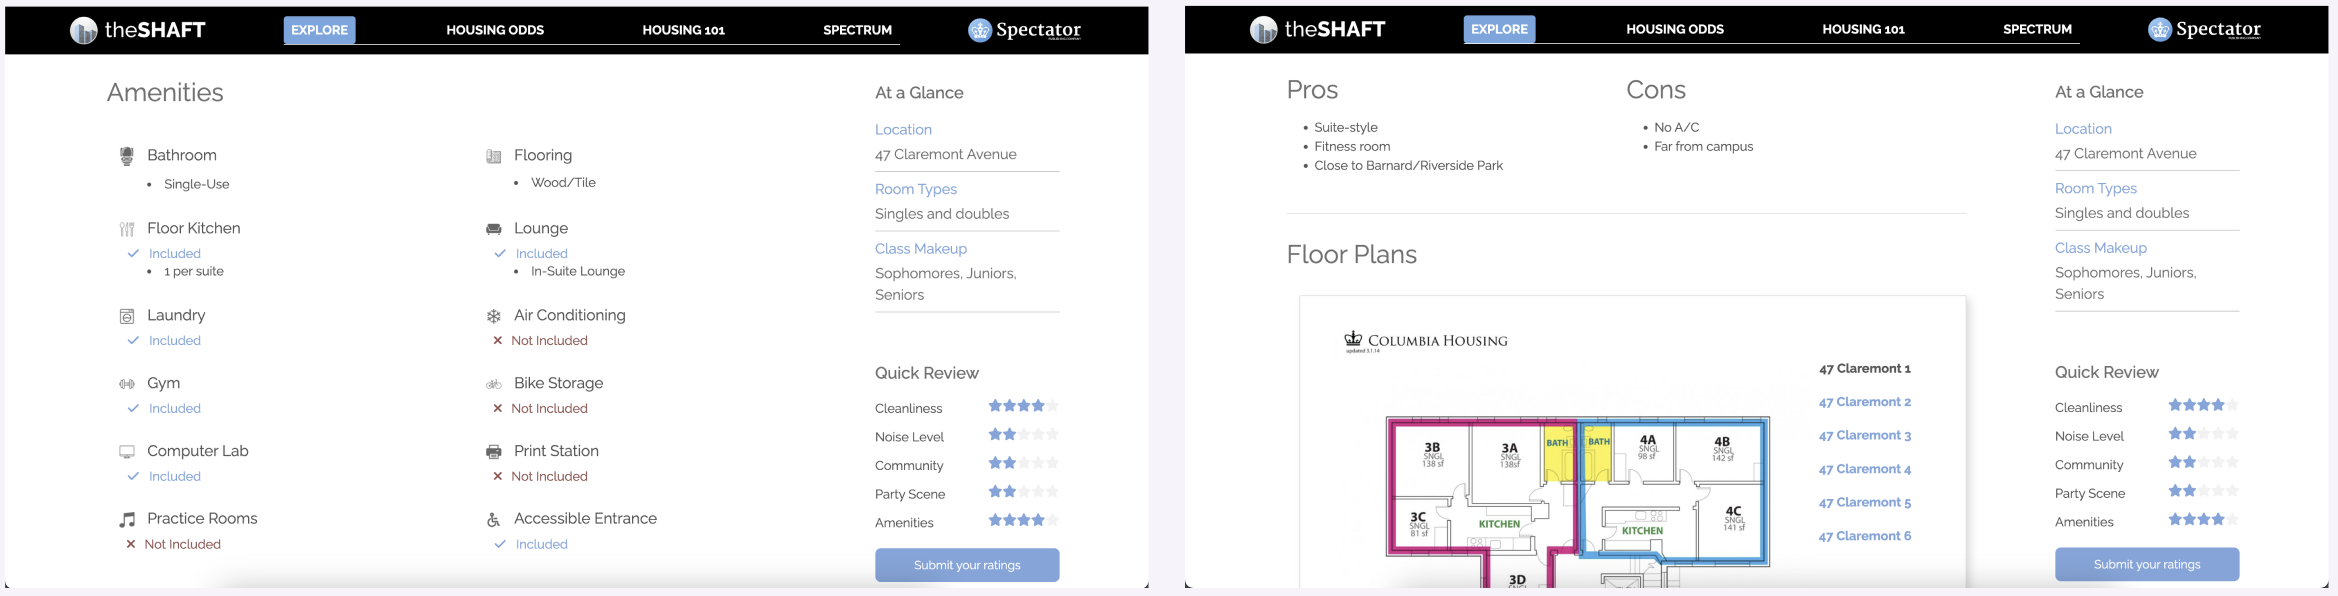 theSHAFT
EXPLORE
HOUSING ODDS
HOUSING 101
SPECTRUM
Spectator
Amenities
Bathroom
• Single-Use
Floor Kitchen
✓ Included
• 1 per suite
Laundry
✓ Included
Gym
✓ Included
Computer Lab
✓ Included
Practice Rooms
✕ Not Included
Flooring
• Wood/Tile
Lounge
✓ Included
• In-Suite Lounge
Air Conditioning
✕ Not Included
Bike Storage
✕ Not Included
Print Station
✕ Not Included
Accessible Entrance
✓ Included
At a Glance
Location
47 Claremont Avenue
Room Types
Singles and doubles
Class Makeup
Sophomores, Juniors,
Seniors
Quick Review
Cleanliness
Noise Level
Community
Party Scene
Amenities
Submit your ratings
theSHAFT
EXPLORE
HOUSING ODDS
HOUSING 101
SPECTRUM
Spectator
Pros
• Suite-style
• Fitness room
• Close to Barnard/Riverside Park
Cons
• No A/C
• Far from campus
Floor Plans
COLUMBIA HOUSING
updated 3.1.14
47 Claremont 1
47 Claremont 2
47 Claremont 3
47 Claremont 4
47 Claremont 5
47 Claremont 6
3B
SNGL
138 sf
3A
SNGL
138sf
BATH
BATH
4A
SNGL
98 sf
4B
SNGL
142 sf
3C
SNGL
81 sf
KITCHEN
KITCHEN
4C
SNGL
141 sf
3D
At a Glance
Location
47 Claremont Avenue
Room Types
Singles and doubles
Class Makeup
Sophomores, Juniors,
Seniors
Quick Review
Cleanliness
Noise Level
Community
Party Scene
Amenities
Submit your ratings